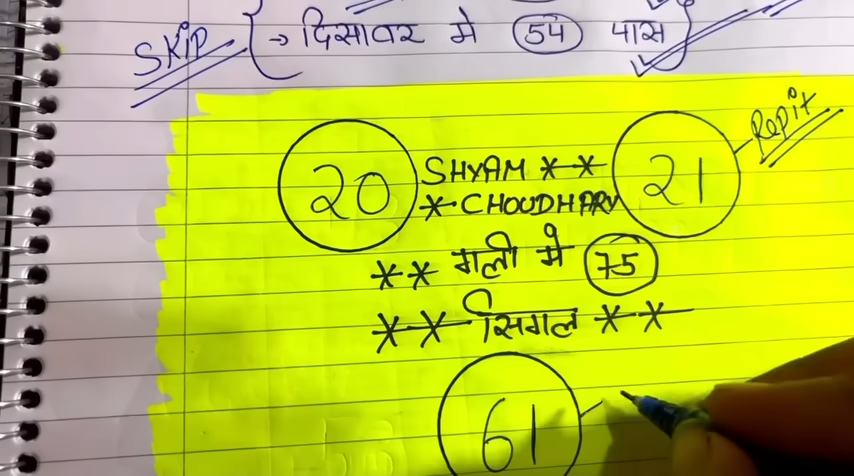 SKIP { → दिसावर मे 54 पास }
20 SHYAM ** 21 - Repit
* CHOUDHARY
** गली मे 75
** सिगल **
61